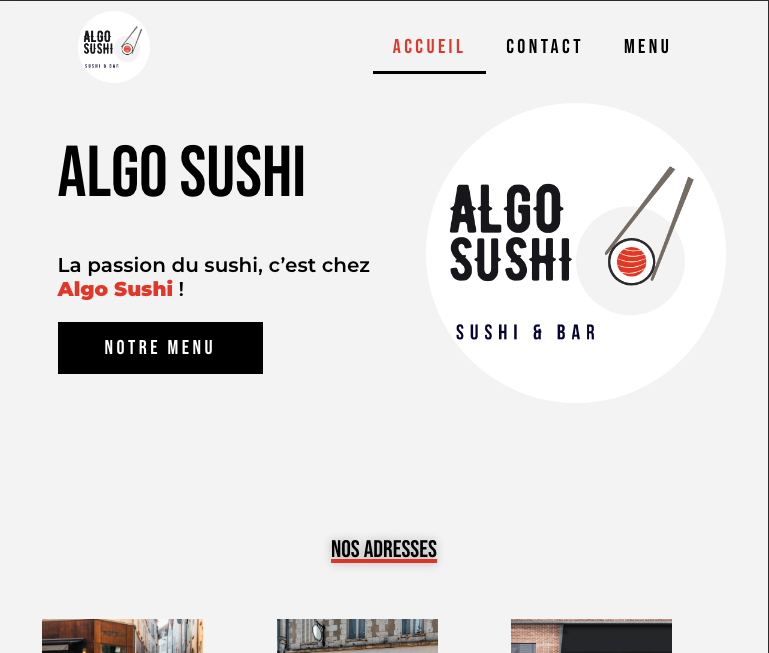 ALGO
SUSHI
SUSHI & BAR
ACCUEIL CONTACT MENU
ALGO SUSHI
La passion du sushi, c’est chez
Algo Sushi !
NOTRE MENU
ALGO
SUSHI
SUSHI & BAR
NOS ADRESSES